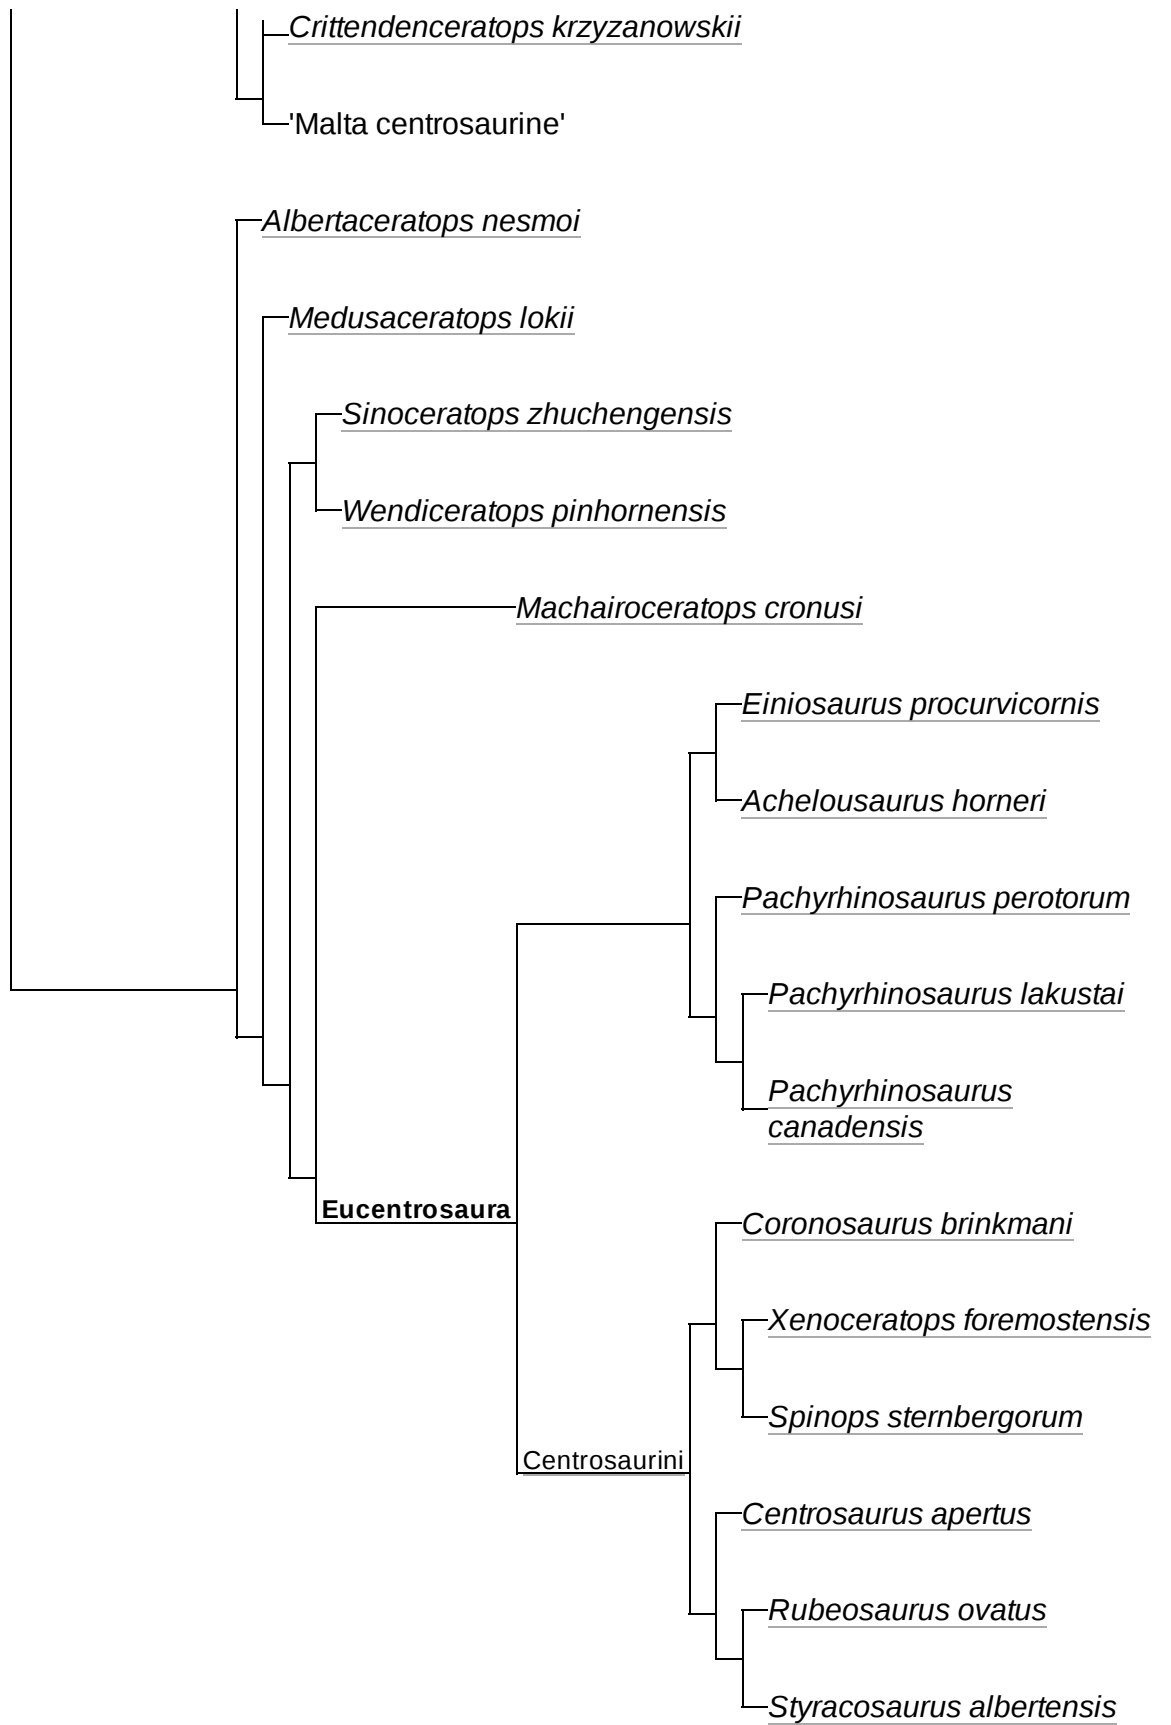 Crittendenceratops krzyzanowskii
'Malta centrosaurine'
Albertaceratops nesmoi
Medusaceratops lokii
Sinoceratops zhuchengensis
Wendiceratops pinhornensis
Machairoceratops cronusi
Einiosaurus procurvicornis
Achelousaurus horneri
Pachyrhinosaurus perotorum
Pachyrhinosaurus lakustai
Pachyrhinosaurus
canadensis
Eucentrosaura
Coronosaurus brinkmani
Xenoceratops foremostensis
Spinops sternbergorum
Centrosaurini
Centrosaurus apertus
Rubeosaurus ovatus
Styracosaurus albertensis